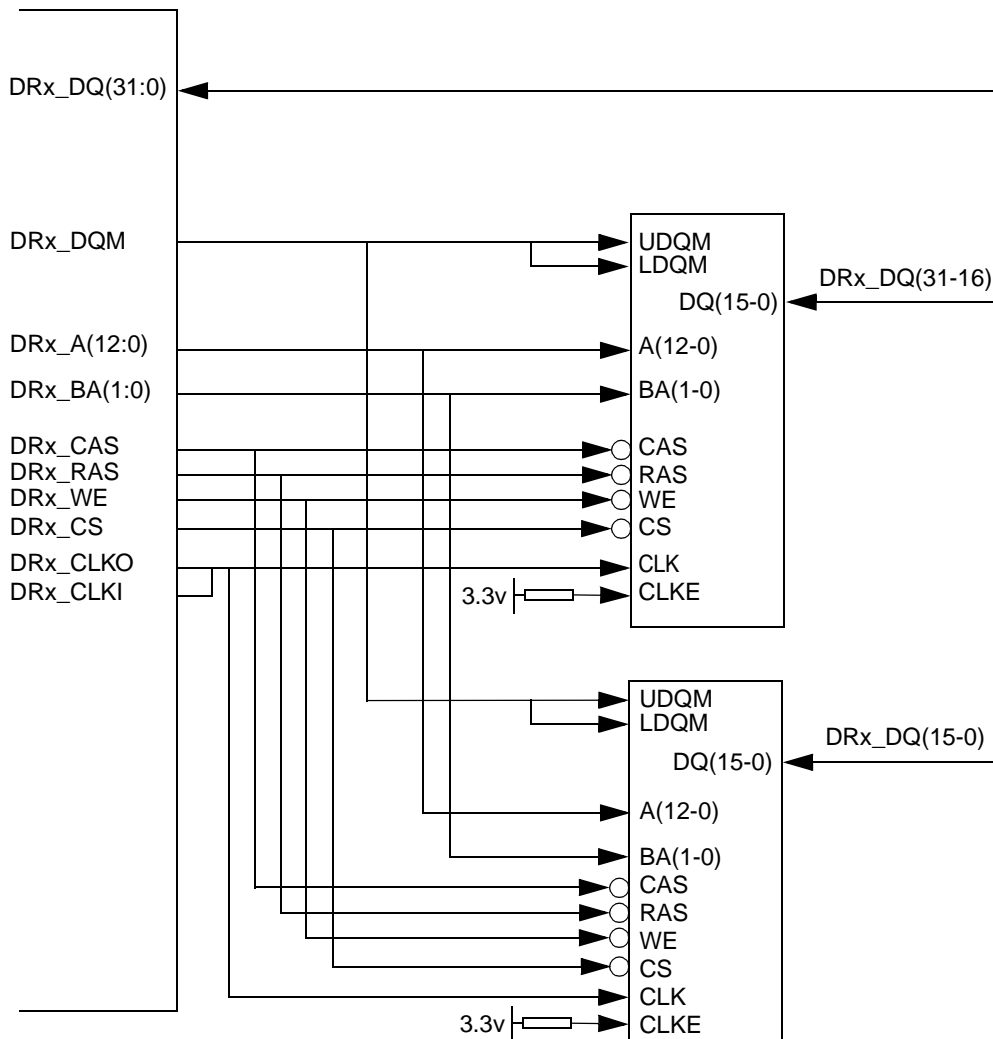 DRx_DQ(31:0)
DRx_DQM
UDQM
LDQM
DRx_DQ(31-16)
DQ(15-0)
DRx_A(12:0)
A(12-0)
DRx_BA(1:0)
BA(1-0)
DRx_CAS
CAS
DRx_RAS
RAS
DRx_WE
WE
DRx_CS
CS
DRx_CLKO
CLK
DRx_CLKI
3.3v
CLKE
UDQM
LDQM
DRx_DQ(15-0)
DQ(15-0)
A(12-0)
BA(1-0)
CAS
RAS
WE
CS
CLK
3.3v
CLKE